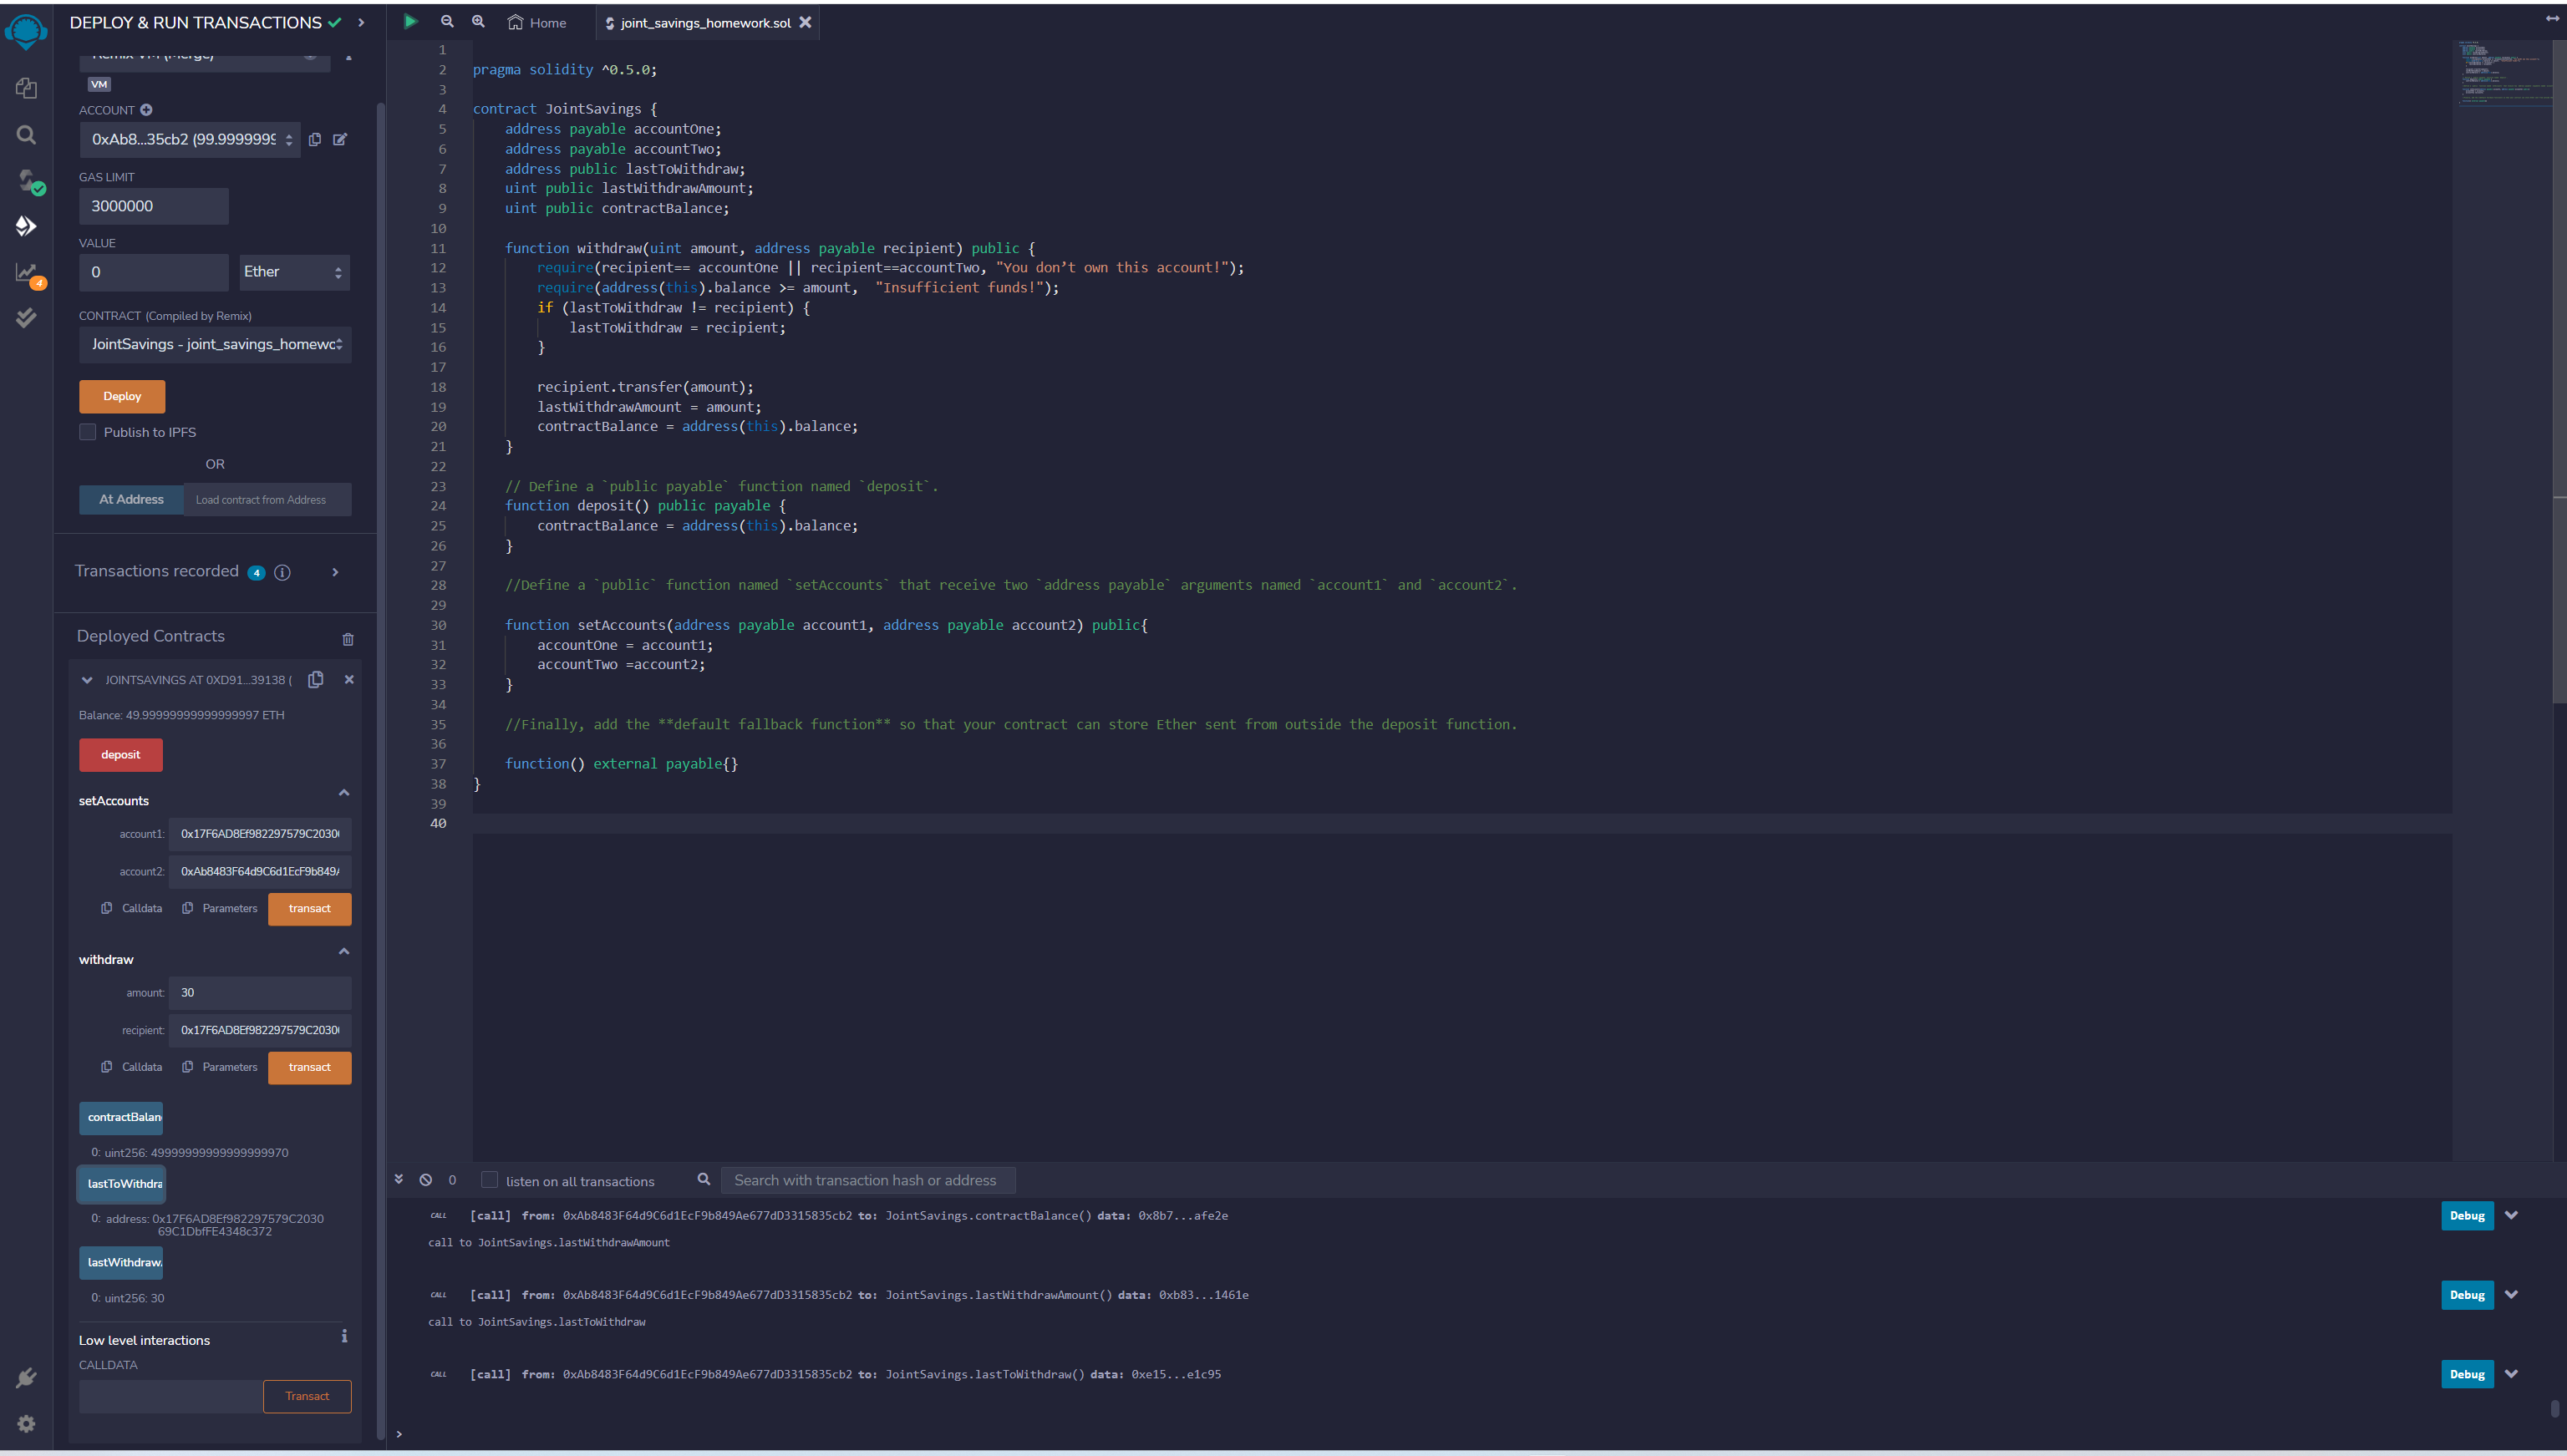 DEPLOY & RUN TRANSACTIONS
VM
ACCOUNT
0xAb8...35cb2 (99.9999999
GAS LIMIT
3000000
VALUE
0
Ether
CONTRACT (Compiled by Remix)
JointSavings - joint_savings_homewc
Deploy
Publish to IPFS
OR
At Address
Load contract from Address
Transactions recorded 4
Deployed Contracts
JOINTSAVINGS AT 0XD91...39138 (
Balance: 49.99999999999999997 ETH
deposit
setAccounts
account1: 0x17F6AD8Ef982297579C2030
account2: 0xAb8483F64d9C6d1EcF9b849A
Calldata Parameters transact
withdraw
amount: 30
recipient: 0x17F6AD8Ef982297579C2030
Calldata Parameters transact
contractBalan
0: uint256: 49999999999999999970
lastToWithdra
0: address: 0x17F6AD8Ef982297579C2030
69C1DbfFE4348c372
lastWithdraw
0: uint256: 30
Low level interactions
CALLDATA
Transact
4
Home
joint_savings_homework.sol
1
2 pragma solidity ^0.5.0;
3
4 contract JointSavings {
5 address payable accountOne;
6 address payable accountTwo;
7 address public lastToWithdraw;
8 uint public lastWithdrawAmount;
9 uint public contractBalance;
10
11 function withdraw(uint amount, address payable recipient) public {
12 require(recipient== accountOne || recipient==accountTwo, "You don’t own this account!");
13 require(address(this).balance >= amount,  "Insufficient funds!");
14 if (lastToWithdraw != recipient) {
15 lastToWithdraw = recipient;
16 }
17
18 recipient.transfer(amount);
19 lastWithdrawAmount = amount;
20 contractBalance = address(this).balance;
21 }
22
23 // Define a `public payable` function named `deposit`.
24 function deposit() public payable {
25 contractBalance = address(this).balance;
26 }
27
28 //Define a `public` function named `setAccounts` that receive two `address payable` arguments named `account1` and `account2`.
29
30 function setAccounts(address payable account1, address payable account2) public{
31 accountOne = account1;
32 accountTwo =account2;
33 }
34
35 //Finally, add the **default fallback function** so that your contract can store Ether sent from outside the deposit function.
36
37 function() external payable{}
38 }
39
40
0
listen on all transactions
Search with transaction hash or address
CALL [call] from: 0xAb8483F64d9C6d1EcF9b849Ae677dD3315835cb2 to: JointSavings.contractBalance() data: 0x8b7...afe2e Debug
call to JointSavings.lastWithdrawAmount
CALL [call] from: 0xAb8483F64d9C6d1EcF9b849Ae677dD3315835cb2 to: JointSavings.lastWithdrawAmount() data: 0xb83...1461e Debug
call to JointSavings.lastToWithdraw
CALL [call] from: 0xAb8483F64d9C6d1EcF9b849Ae677dD3315835cb2 to: JointSavings.lastToWithdraw() data: 0xe15...e1c95 Debug
>